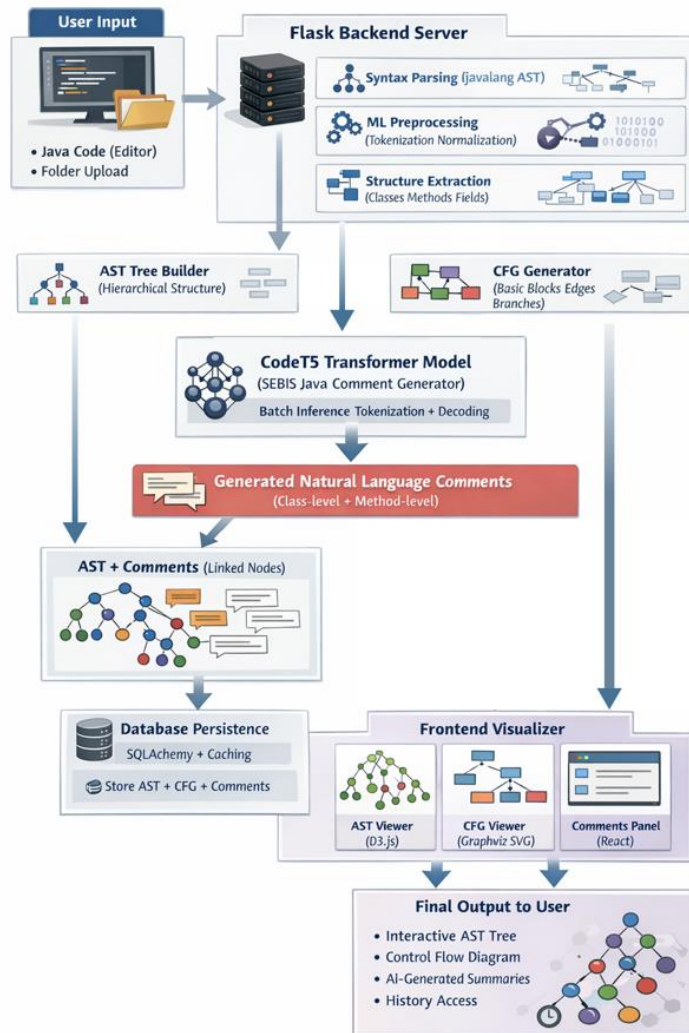 User Input
• Java Code (Editor)
• Folder Upload
Flask Backend Server
Syntax Parsing (javalang AST)
ML Preprocessing
(Tokenization Normalization)
1010100
101000
01000101
Structure Extraction
(Classes Methods Fields)
AST Tree Builder
(Hierarchical Structure)
CFG Generator
(Basic Blocks Edges
Branches)
CodeT5 Transformer Model
(SEBIS Java Comment Generator)
Batch Inference Tokenization + Decoding
Generated Natural Language Comments
(Class-level + Method-level)
AST + Comments (Linked Nodes)
Database Persistence
SQLAchemy + Caching
Store AST + CFG + Comments
Frontend Visualizer
AST Viewer
(D3.js)
CFG Viewer
(Graphviz SVG)
Comments Panel
(React)
Final Output to User
• Interactive AST Tree
• Control Flow Diagram
• AI-Generated Summaries
• History Access